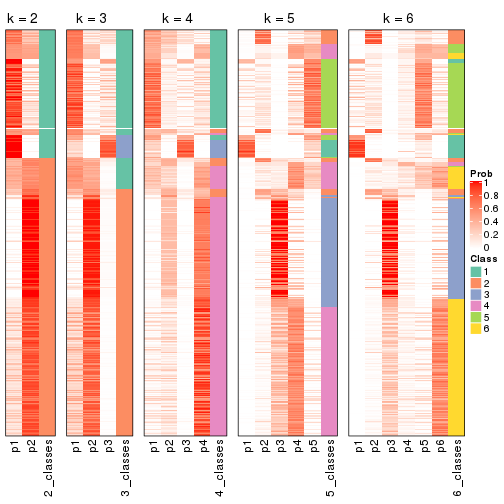 k = 2
k = 3
k = 4
k = 5
k = 6
p1
p2
2_classes
p1
p2
p3
3_classes
p1
p2
p3
p4
4_classes
p1
p2
p3
p4
p5
5_classes
p1
p2
p3
p4
p5
p6
6_classes
Prob
1
0.8
0.6
0.4
0.2
0
Class
1
2
3
4
5
6